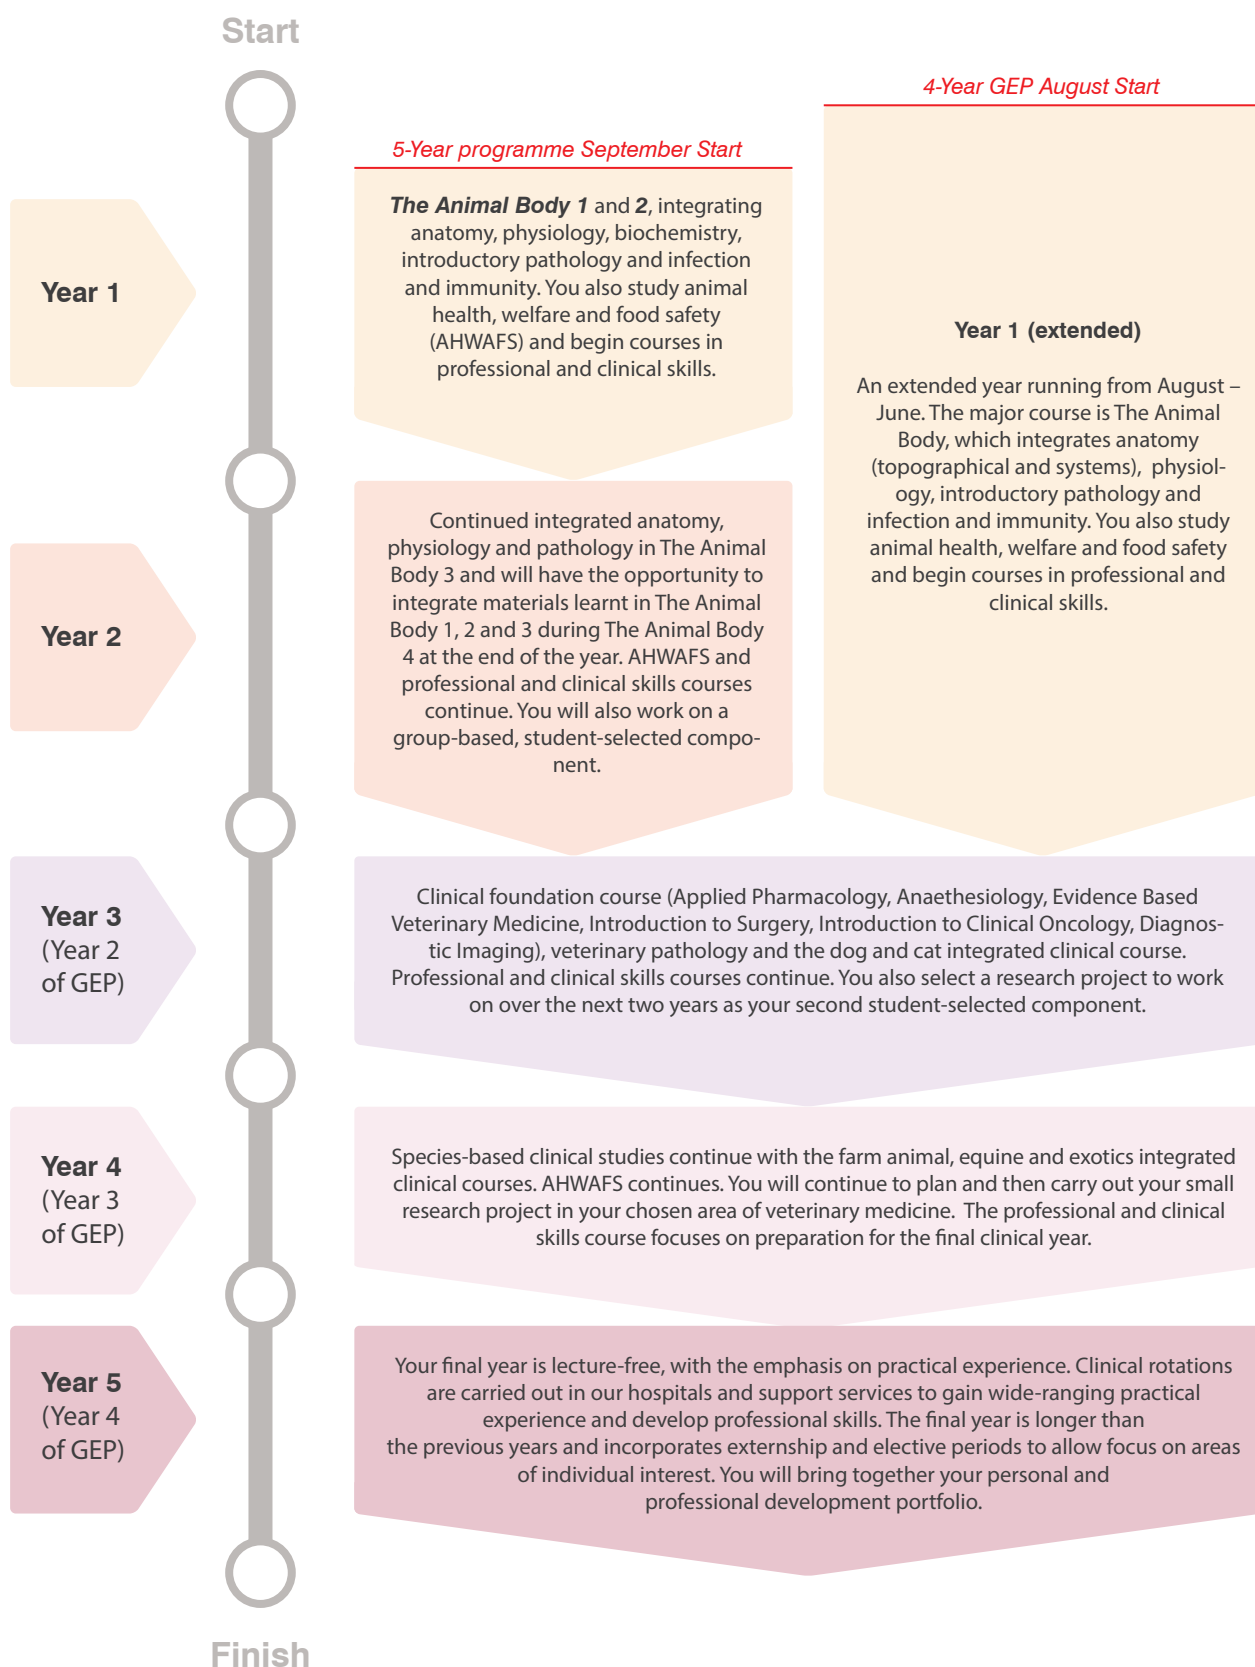 Start
4-Year GEP August Start
5-Year programme September Start
Year 1
The Animal Body 1 and 2, integrating
anatomy, physiology, biochemistry,
introductory pathology and infection
and immunity. You also study animal
health, welfare and food safety
(AHWAFS) and begin courses in
professional and clinical skills.
Year 1 (extended)
An extended year running from August –
June. The major course is The Animal
Body, which integrates anatomy
(topographical and systems), physiol-
ogy, introductory pathology and
infection and immunity. You also study
animal health, welfare and food safety
and begin courses in professional and
clinical skills.
Year 2
Continued integrated anatomy,
physiology and pathology in The Animal
Body 3 and will have the opportunity to
integrate materials learnt in The Animal
Body 1, 2 and 3 during The Animal Body
4 at the end of the year. AHWAFS and
professional and clinical skills courses
continue. You will also work on a
group-based, student-selected compo-
nent.
Year 3
(Year 2
of GEP)
Clinical foundation course (Applied Pharmacology, Anaethesiology, Evidence Based
Veterinary Medicine, Introduction to Surgery, Introduction to Clinical Oncology, Diagnos-
tic Imaging), veterinary pathology and the dog and cat integrated clinical course.
Professional and clinical skills courses continue. You also select a research project to work
on over the next two years as your second student-selected component.
Year 4
(Year 3
of GEP)
Species-based clinical studies continue with the farm animal, equine and exotics integrated
clinical courses. AHWAFS continues. You will continue to plan and then carry out your small
research project in your chosen area of veterinary medicine. The professional and clinical
skills course focuses on preparation for the final clinical year.
Year 5
(Year 4
of GEP)
Your final year is lecture-free, with the emphasis on practical experience. Clinical rotations
are carried out in our hospitals and support services to gain wide-ranging practical
experience and develop professional skills. The final year is longer than
the previous years and incorporates externship and elective periods to allow focus on areas
of individual interest. You will bring together your personal and
professional development portfolio.
Finish